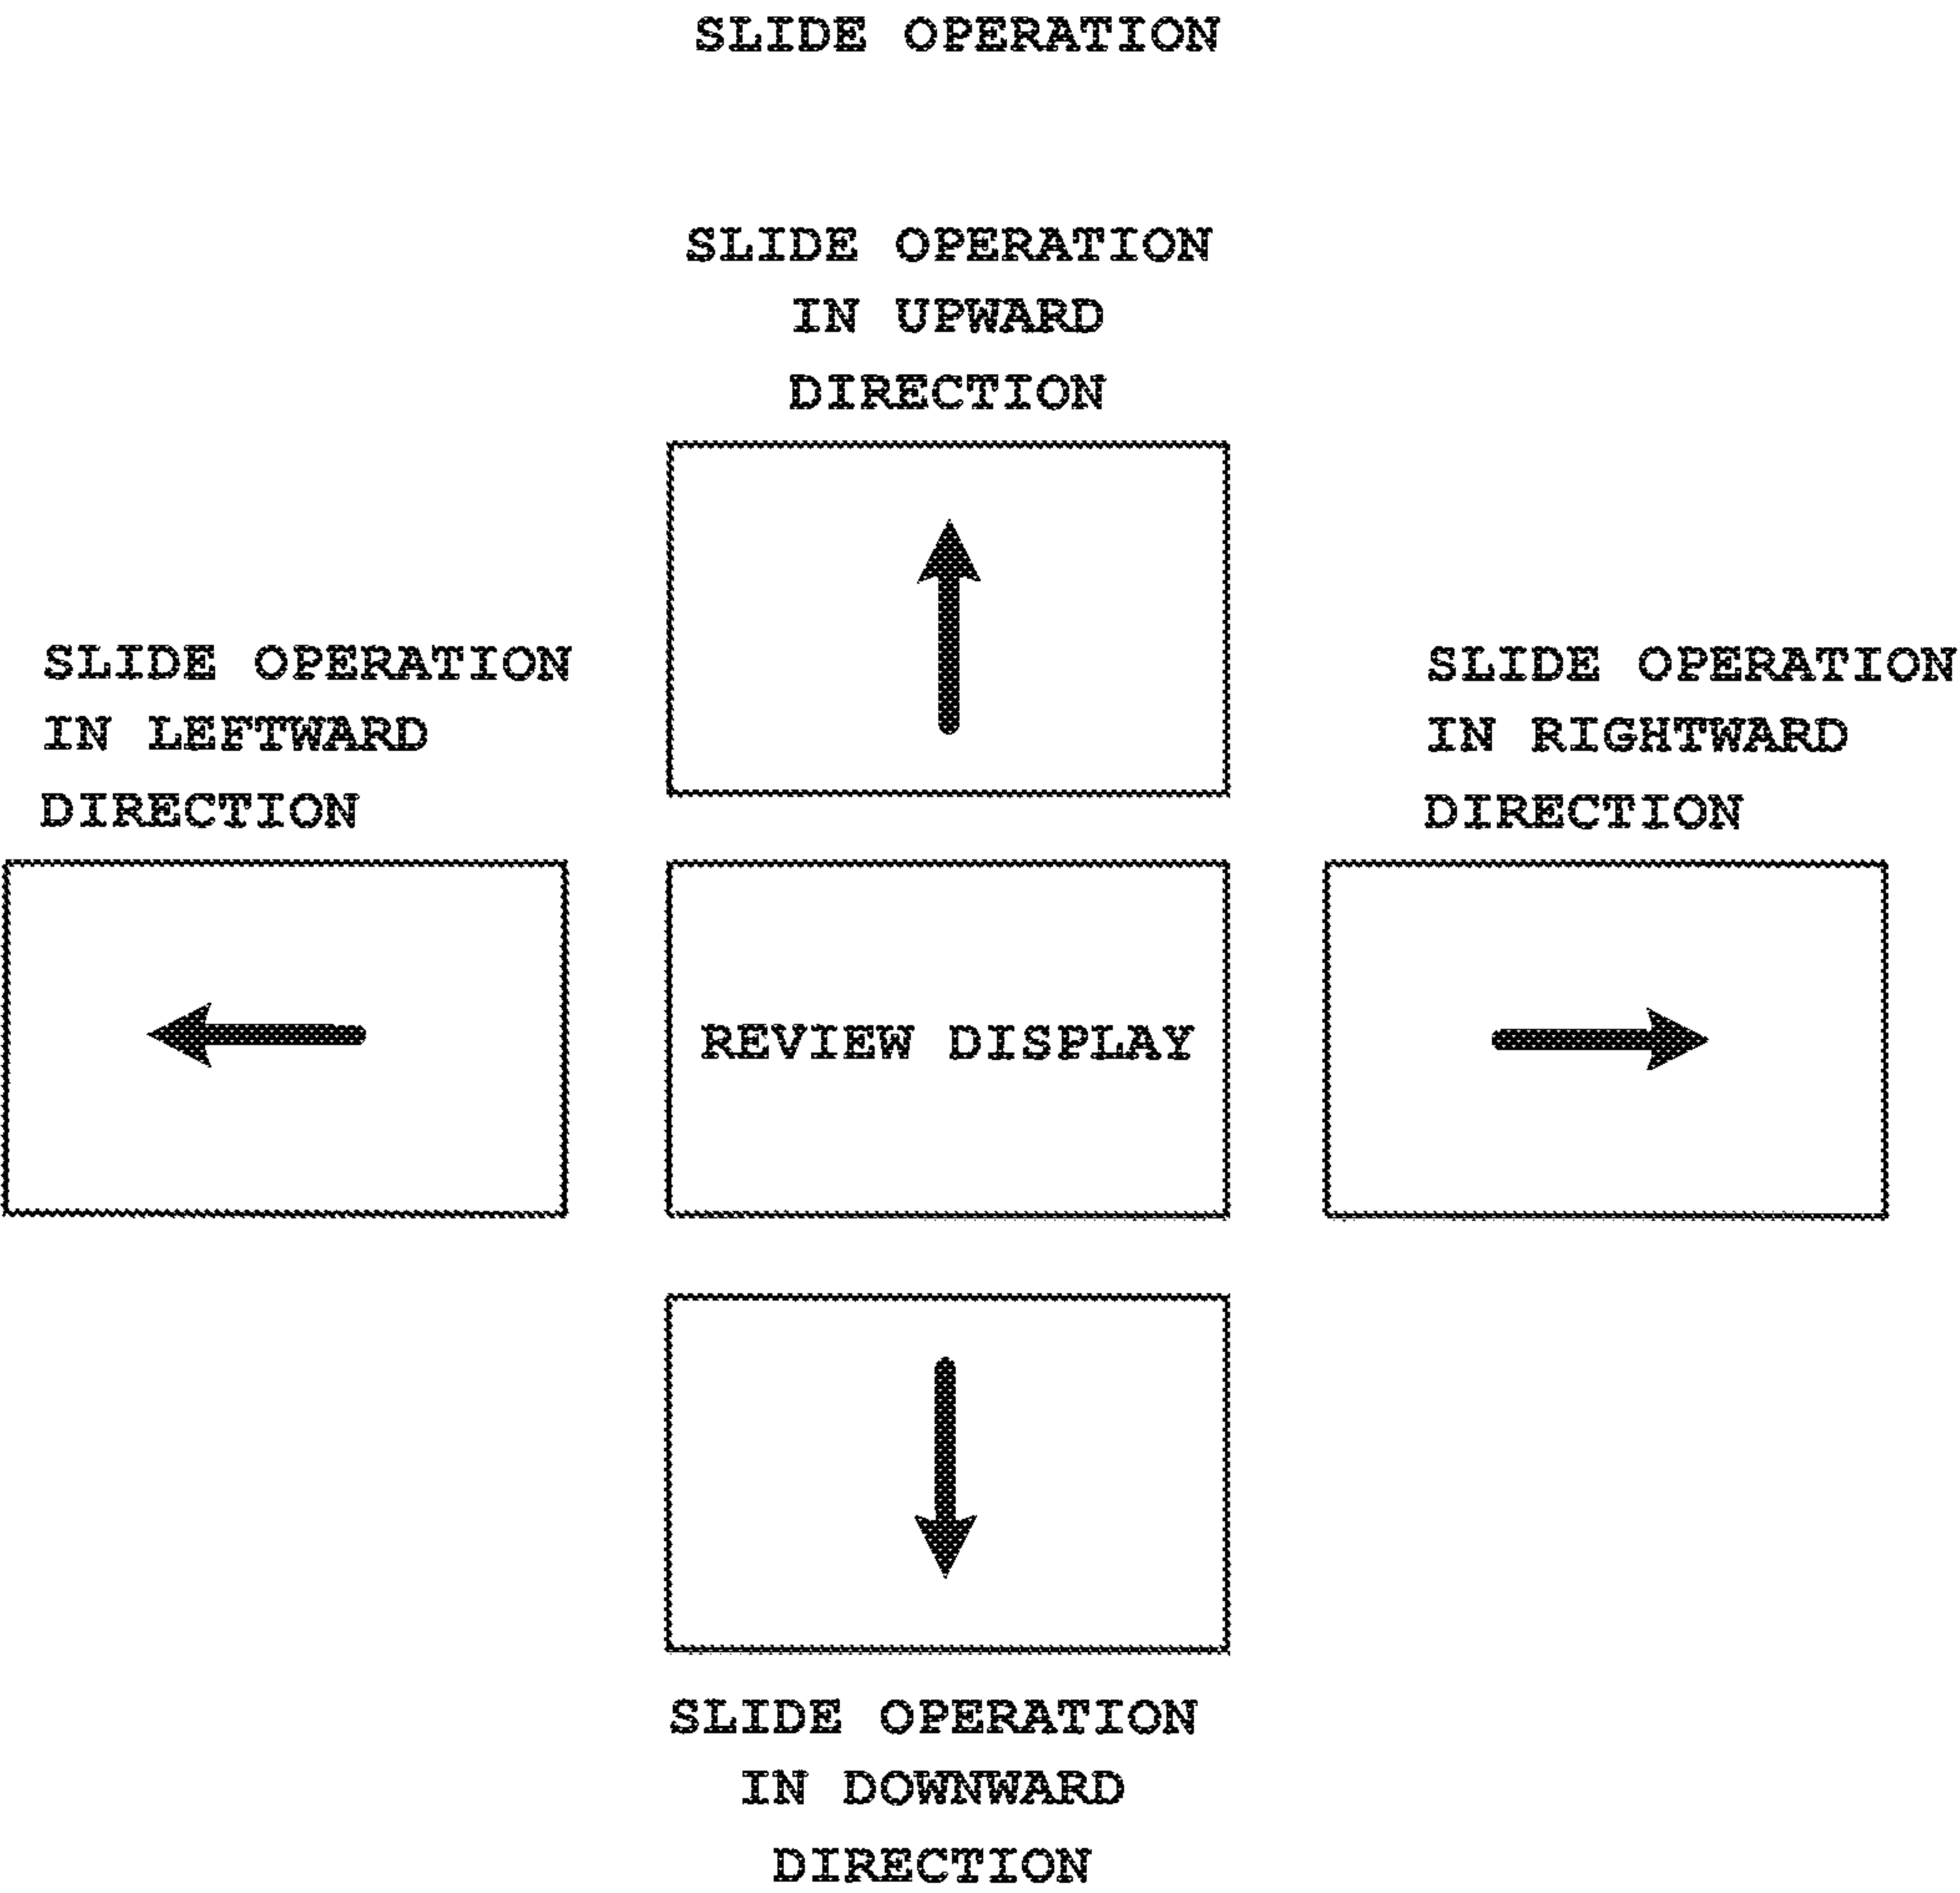 SLIDE OPERATION
SLIDE OPERATION
IN UPWARD
DIRECTION
SLIDE OPERATION
IN LEFTWARD
DIRECTION
SLIDE OPERATION
IN RIGHTWARD
DIRECTION
REVIEW DISPLAY
SLIDE OPERATION
IN DOWNWARD
DIRECTION